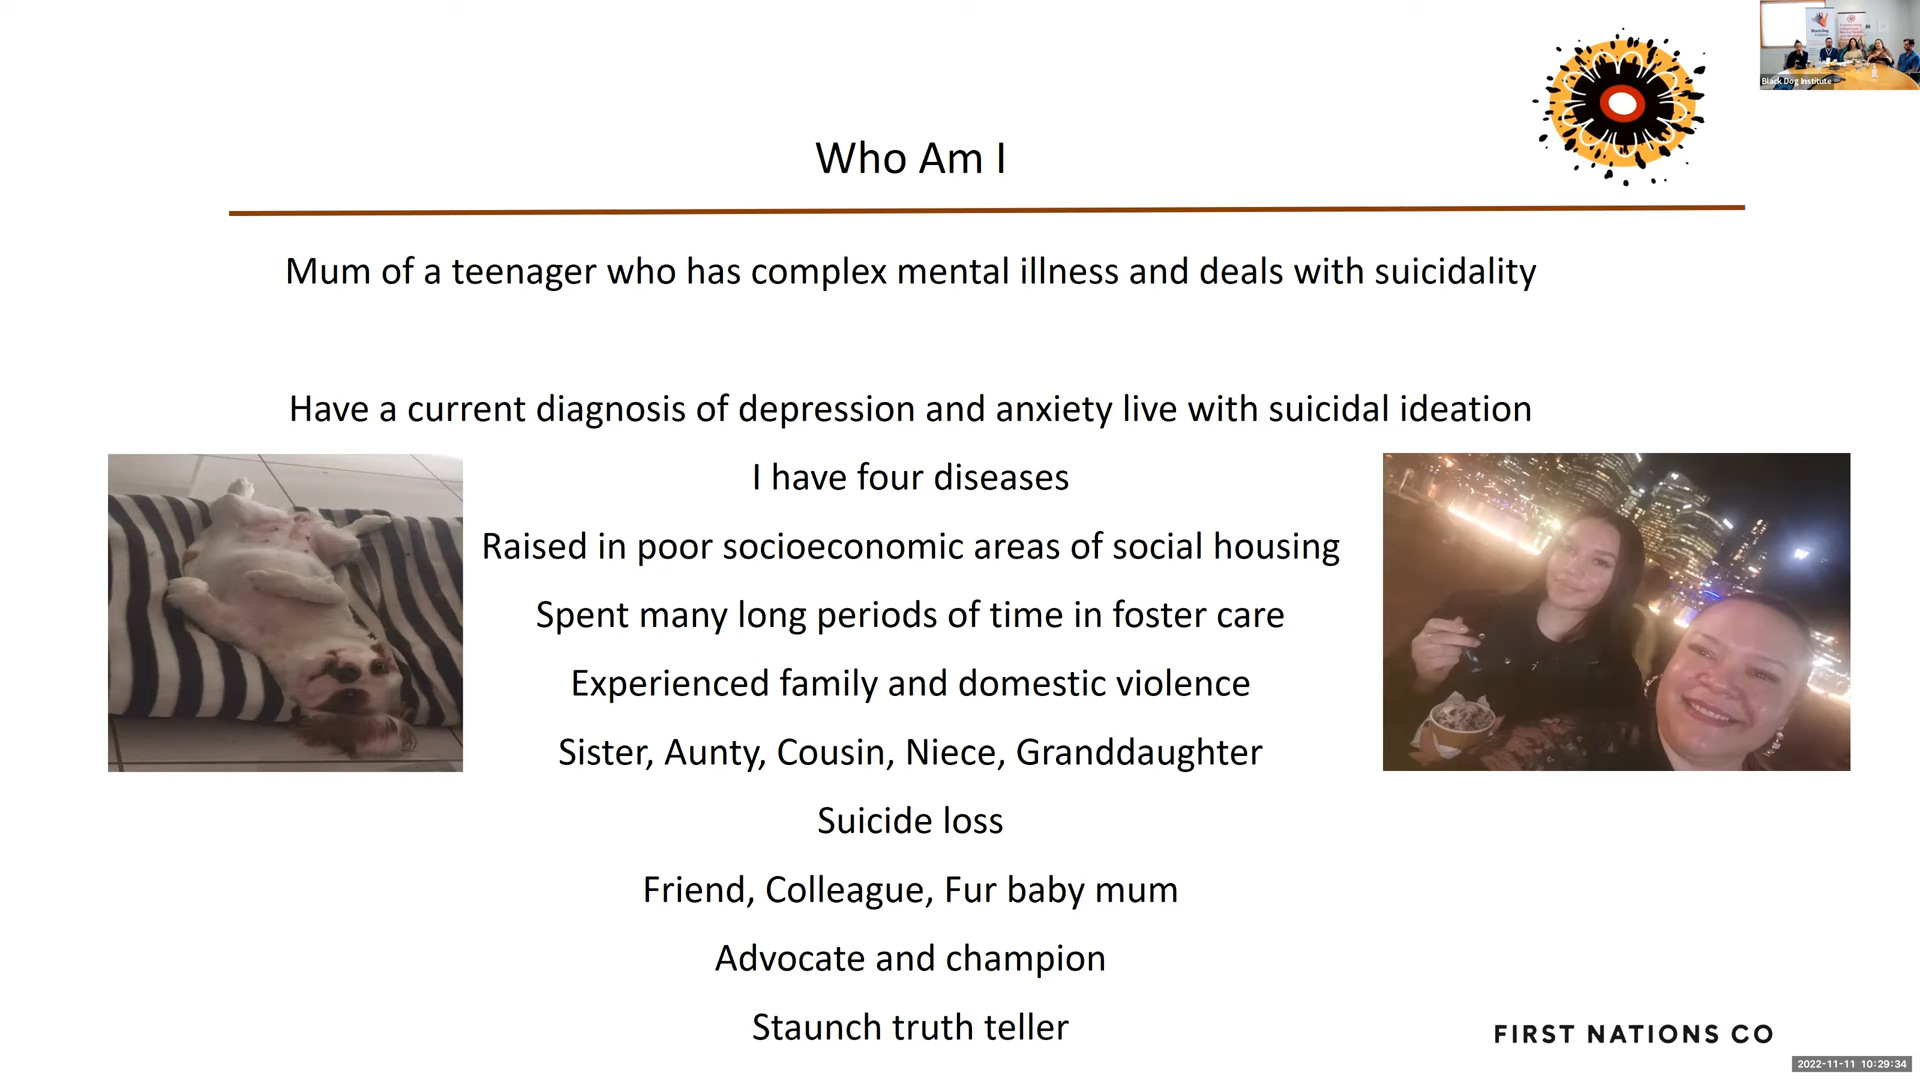 Who Am I
Mum of a teenager who has complex mental illness and deals with suicidality
Have a current diagnosis of depression and anxiety live with suicidal ideation
I have four diseases
Raised in poor socioeconomic areas of social housing
Spent many long periods of time in foster care
Experienced family and domestic violence
Sister, Aunty, Cousin, Niece, Granddaughter
Suicide loss
Friend, Colleague, Fur baby mum
Advocate and champion
Staunch truth teller
FIRST NATIONS CO
Black Dog Institute
2022-11-11 10:29:34